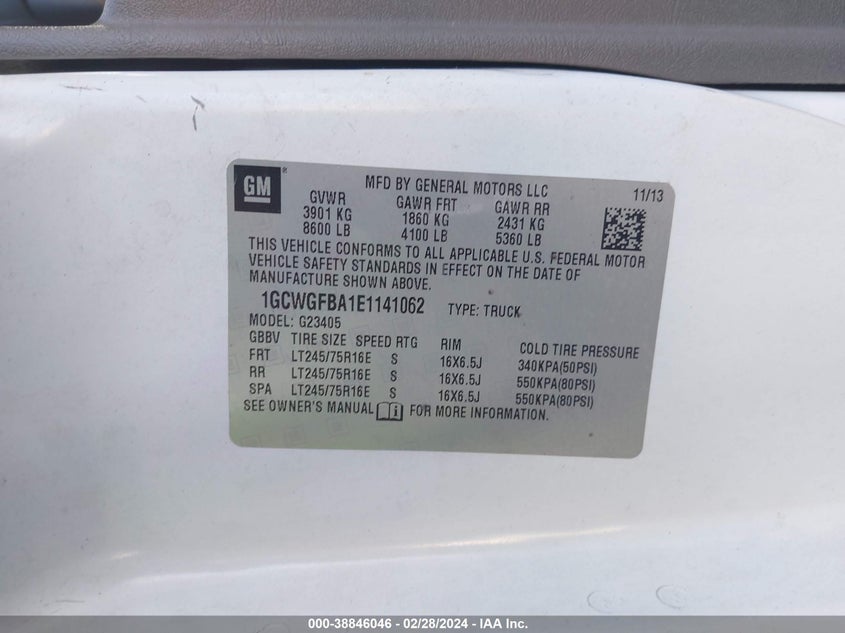 GM
MFD BY GENERAL MOTORS LLC 11/13
GVWR GAWR FRT GAWR RR
3901 KG 1860 KG 2431 KG
8600 LB 4100 LB 5360 LB
THIS VEHICLE CONFORMS TO ALL APPLICABLE U.S. FEDERAL MOTOR
VEHICLE SAFETY STANDARDS IN EFFECT ON THE DATE OF
MANUFACTURE SHOWN ABOVE.
1GCWGFBA1E1141062 TYPE: TRUCK
MODEL: G23405
GBBV TIRE SIZE SPEED RTG RIM COLD TIRE PRESSURE
FRT LT245/75R16E S 16X6.5J 340KPA(50PSI)
RR LT245/75R16E S 16X6.5J 550KPA(80PSI)
SPA LT245/75R16E S 16X6.5J 550KPA(80PSI)
SEE OWNER'S MANUAL FOR MORE INFORMATION.
000-38846046 - 02/28/2024 - IAA Inc.